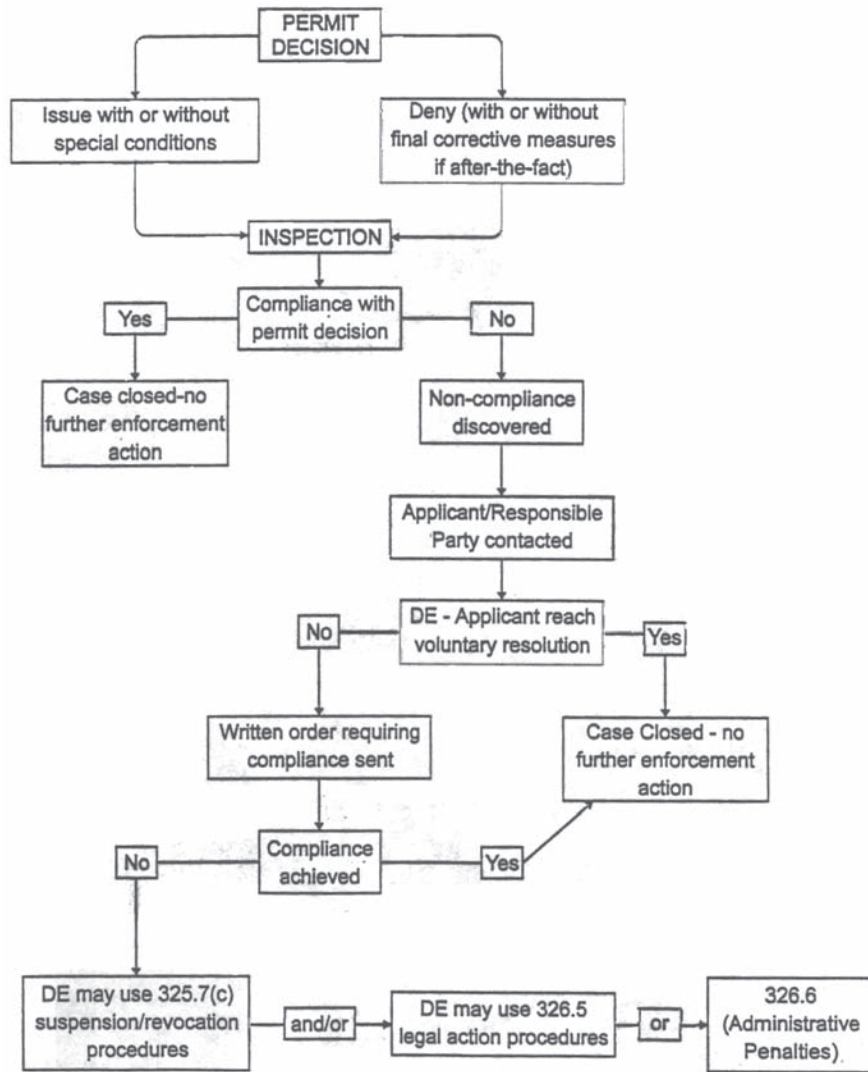 PERMIT
DECISION
Issue with or without
special conditions
Deny (with or without
final corrective measures
if after-the-fact)
INSPECTION
Yes
Compliance with
permit decision
No
Case closed-no
further enforcement
action
Non-compliance
discovered
Applicant/Responsible
Party contacted
No
DE - Applicant reach
voluntary resolution
Yes
Written order requiring
compliance sent
Case Closed - no
further enforcement
action
No
Compliance
achieved
Yes
DE may use 325.7(c)
suspension/revocation
procedures
and/or
DE may use 326.5
legal action procedures
or
326.6
(Administrative
Penalties)